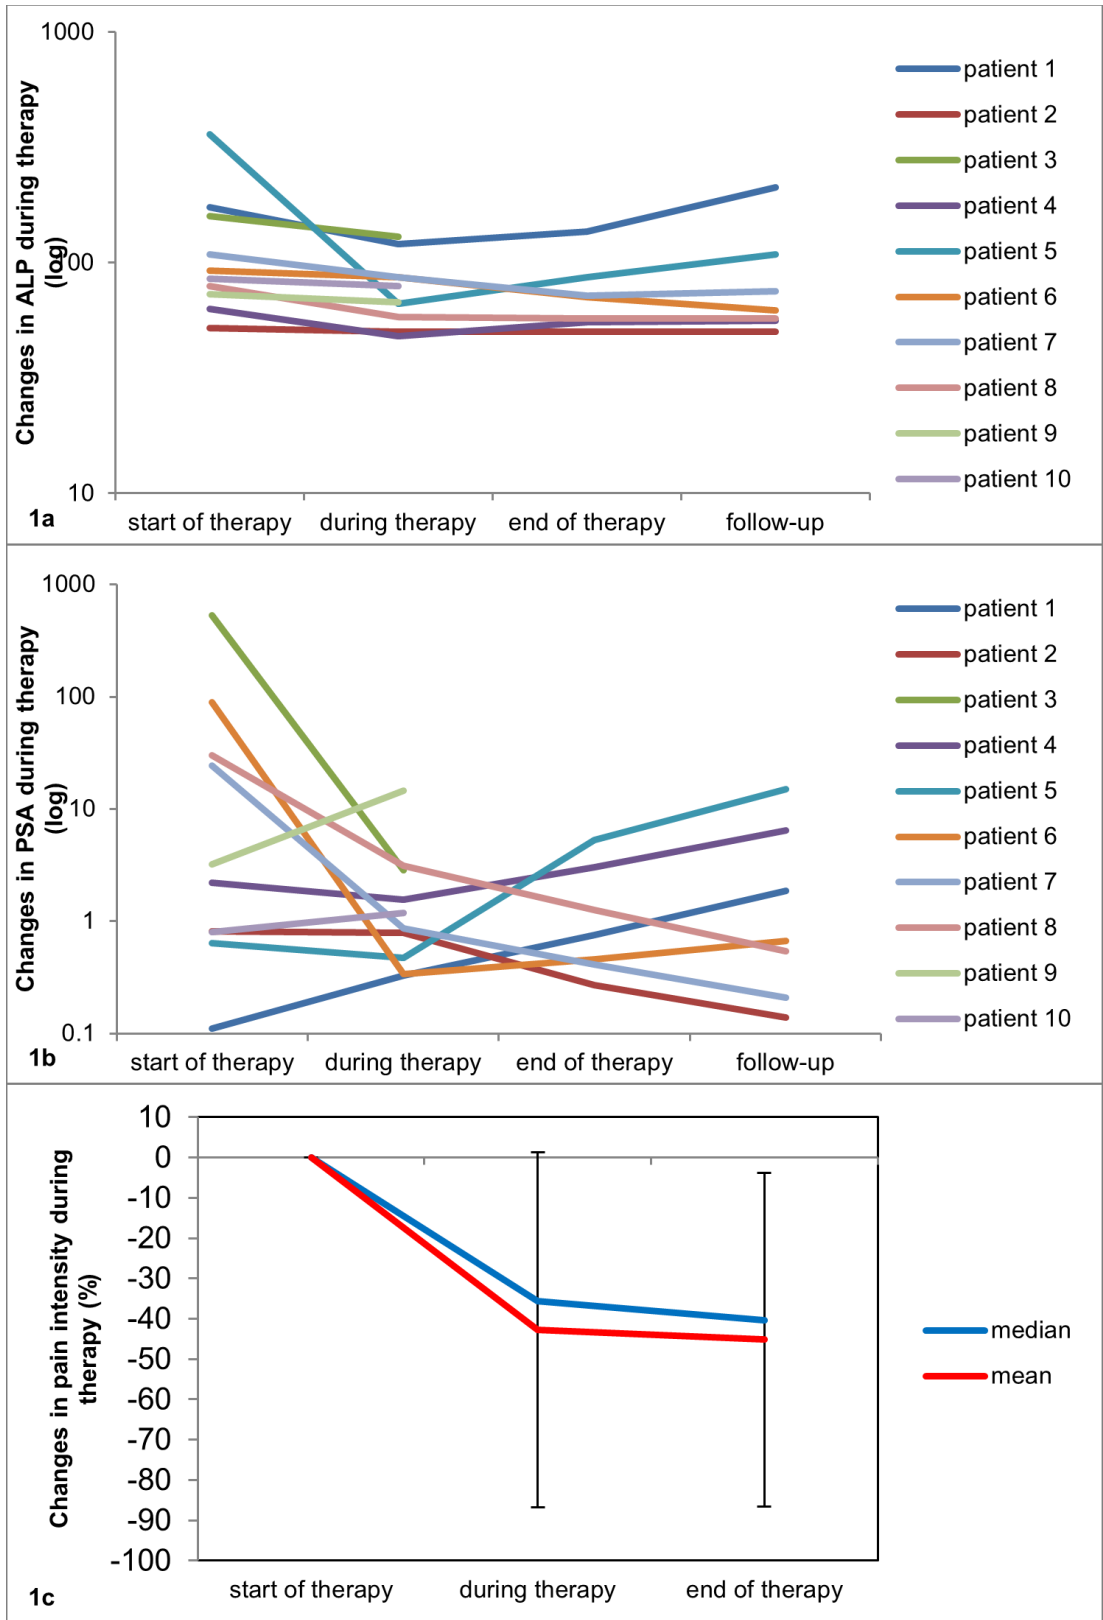 1000
100
10
Changes in ALP during therapy
(log)
start of therapy
during therapy
end of therapy
follow-up
patient 1
patient 2
patient 3
patient 4
patient 5
patient 6
patient 7
patient 8
patient 9
patient 10
1a
1000
100
10
1
0.1
Changes in PSA during therapy
(log)
start of therapy
during therapy
end of therapy
follow-up
patient 1
patient 2
patient 3
patient 4
patient 5
patient 6
patient 7
patient 8
patient 9
patient 10
1b
10
0
-10
-20
-30
-40
-50
-60
-70
-80
-90
-100
Changes in pain intensity during
therapy (%)
start of therapy
during therapy
end of therapy
median
mean
1c